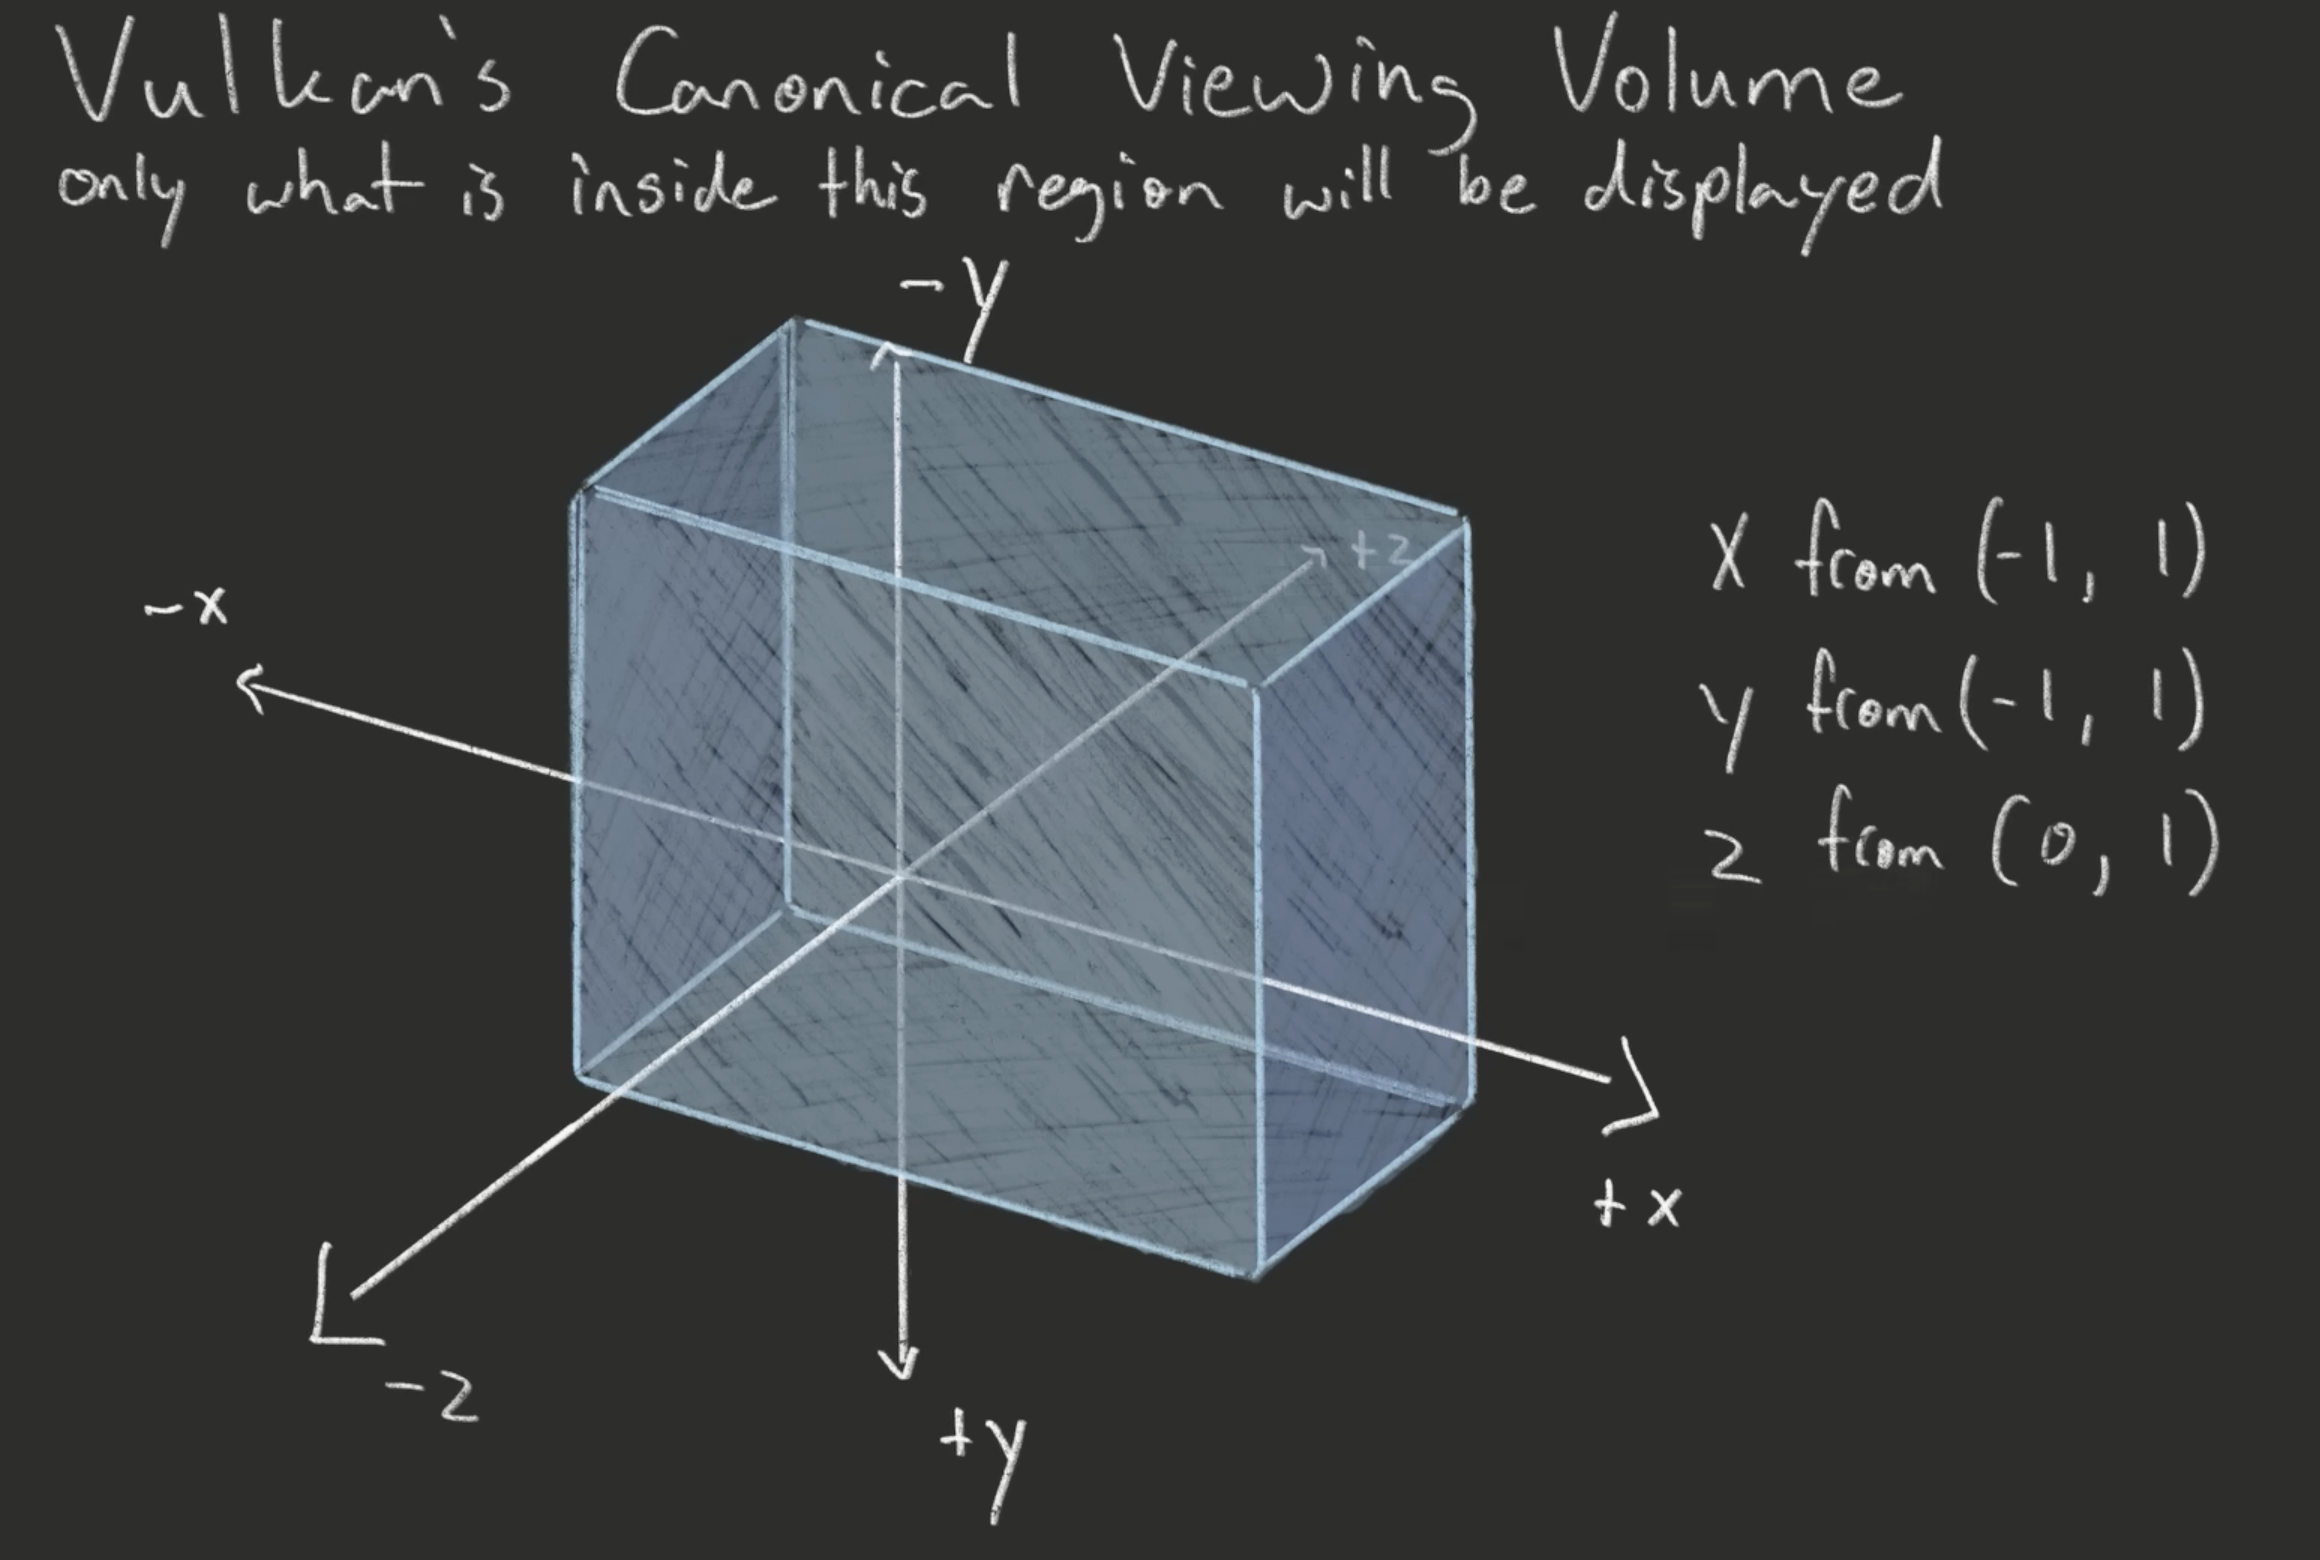 Vulkan's Canonical Viewing Volume
only what is inside this region will be displayed
-y
+z
-x
x from (-1, 1)
y from (-1, 1)
z from (0, 1)
+x
-z
+y